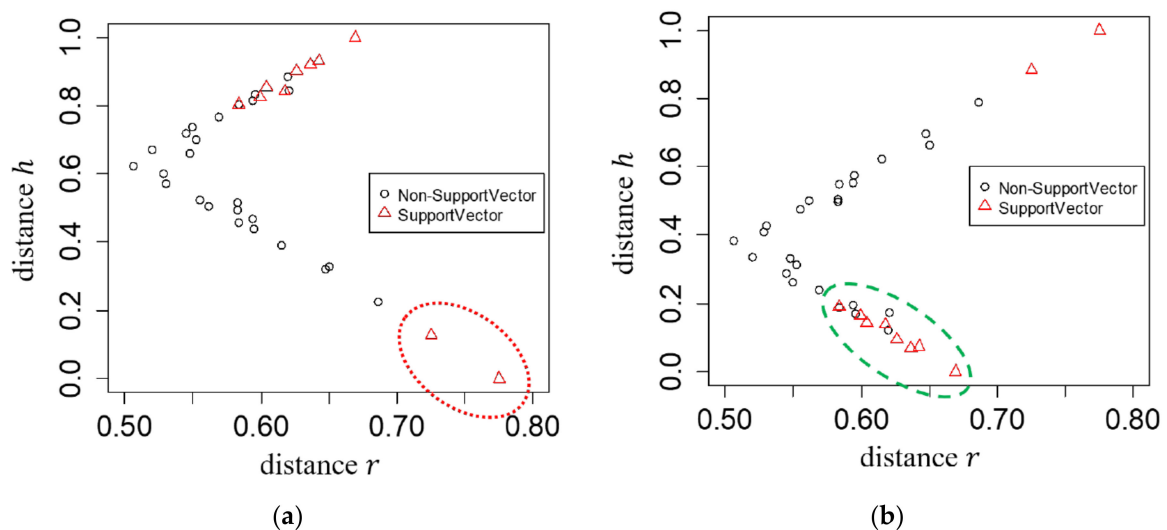 distance h
1.0
0.8
0.6
0.4
0.2
0.0
Non-SupportVector
SupportVector
0.50
0.60
0.70
0.80
distance r
(a)
distance h
1.0
0.8
0.6
0.4
0.2
0.0
Non-SupportVector
SupportVector
0.50
0.60
0.70
0.80
distance r
(b)